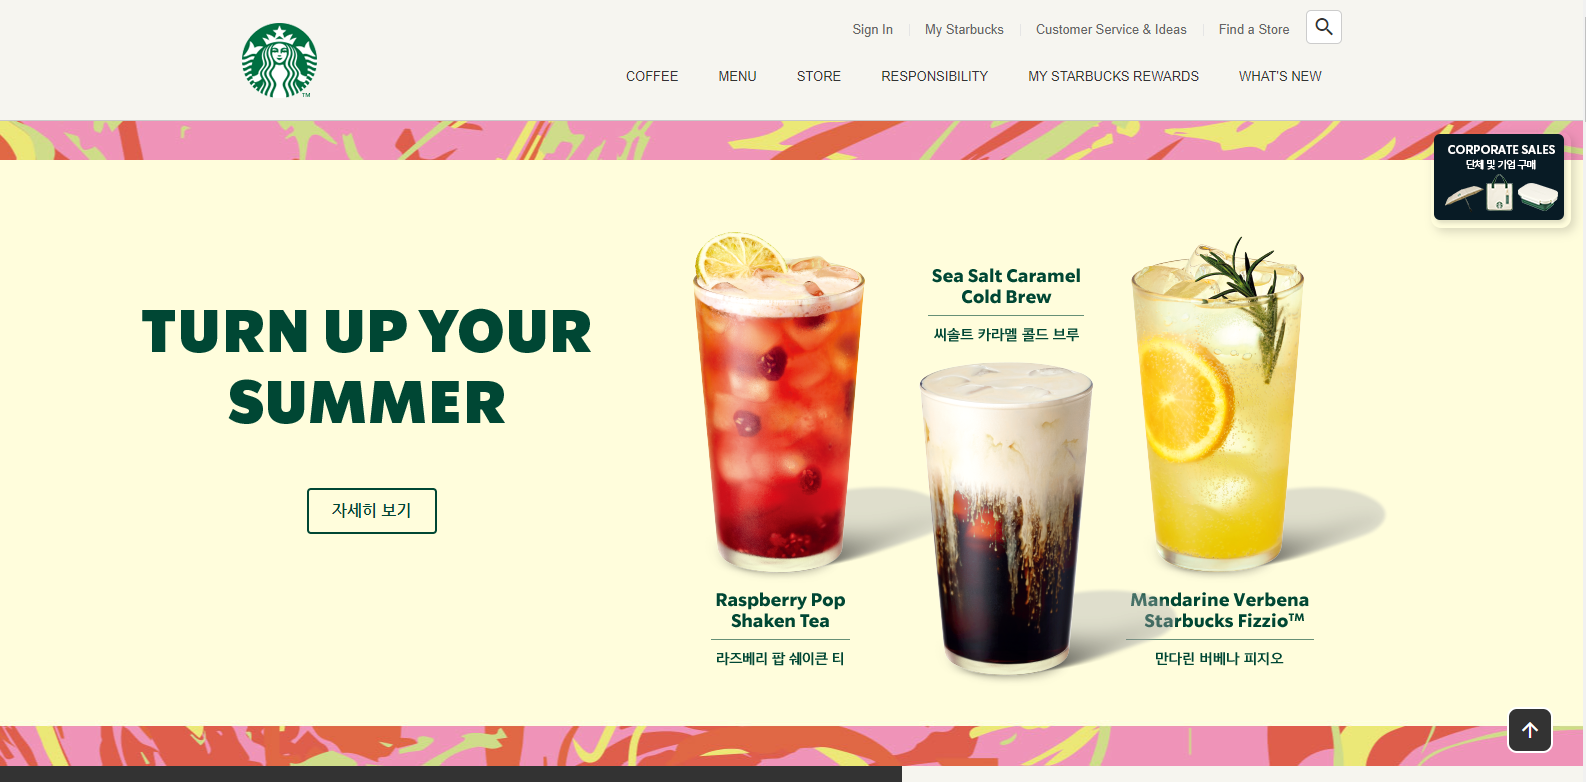 Sign In
My Starbucks
Customer Service & Ideas
Find a Store
COFFEE
MENU
STORE
RESPONSIBILITY
MY STARBUCKS REWARDS
WHAT'S NEW
TM
CORPORATE SALES
단체 및 기업 구매
TURN UP YOUR
SUMMER
자세히 보기
Sea Salt Caramel
Cold Brew
씨솔트 카라멜 콜드 브루
Raspberry Pop
Shaken Tea
라즈베리 팝 쉐이큰 티
Mandarine Verbena
Starbucks Fizzio™
만다린 버베나 피지오